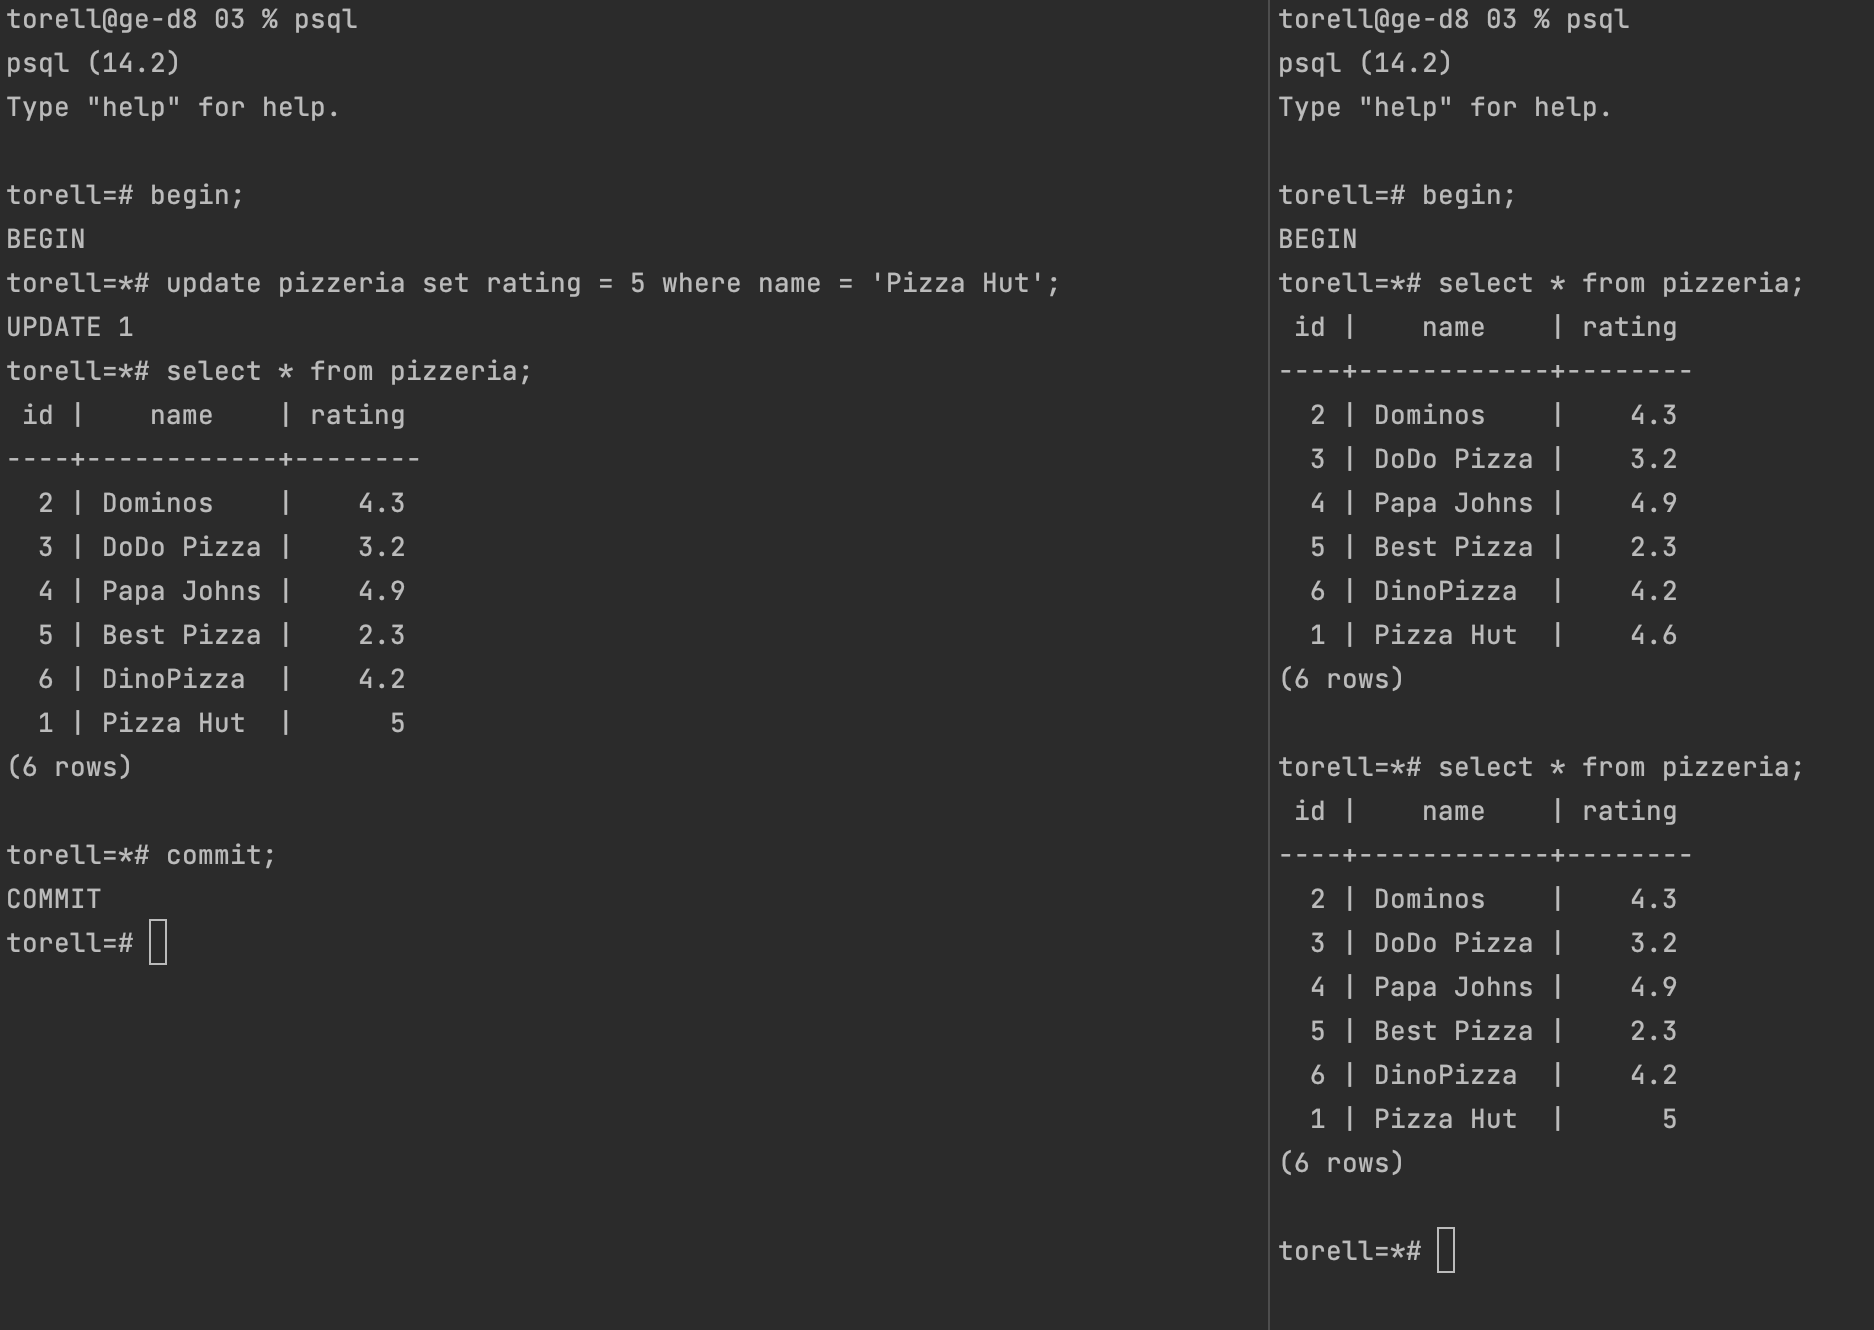 torell@ge-d8 03 % psql
psql (14.2)
Type "help" for help.
torell=# begin;
BEGIN
torell=*# update pizzeria set rating = 5 where name = 'Pizza Hut';
UPDATE 1
torell=*# select * from pizzeria;
 id |    name    | rating
----+------------+--------
  2 | Dominos    |    4.3
  3 | DoDo Pizza |    3.2
  4 | Papa Johns |    4.9
  5 | Best Pizza |    2.3
  6 | DinoPizza  |    4.2
  1 | Pizza Hut  |      5
(6 rows)
torell=*# commit;
COMMIT
torell=#
torell@ge-d8 03 % psql
psql (14.2)
Type "help" for help.
torell=# begin;
BEGIN
torell=*# select * from pizzeria;
 id |    name    | rating
----+------------+--------
  2 | Dominos    |    4.3
  3 | DoDo Pizza |    3.2
  4 | Papa Johns |    4.9
  5 | Best Pizza |    2.3
  6 | DinoPizza  |    4.2
  1 | Pizza Hut  |    4.6
(6 rows)
torell=*# select * from pizzeria;
 id |    name    | rating
----+------------+--------
  2 | Dominos    |    4.3
  3 | DoDo Pizza |    3.2
  4 | Papa Johns |    4.9
  5 | Best Pizza |    2.3
  6 | DinoPizza  |    4.2
  1 | Pizza Hut  |      5
(6 rows)
torell=*#